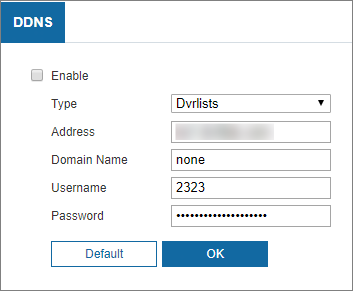 DDNS
Enable
Type Dvrlists
Address
Domain Name none
Username 2323
Password ••••••••••••••••••••
Default OK